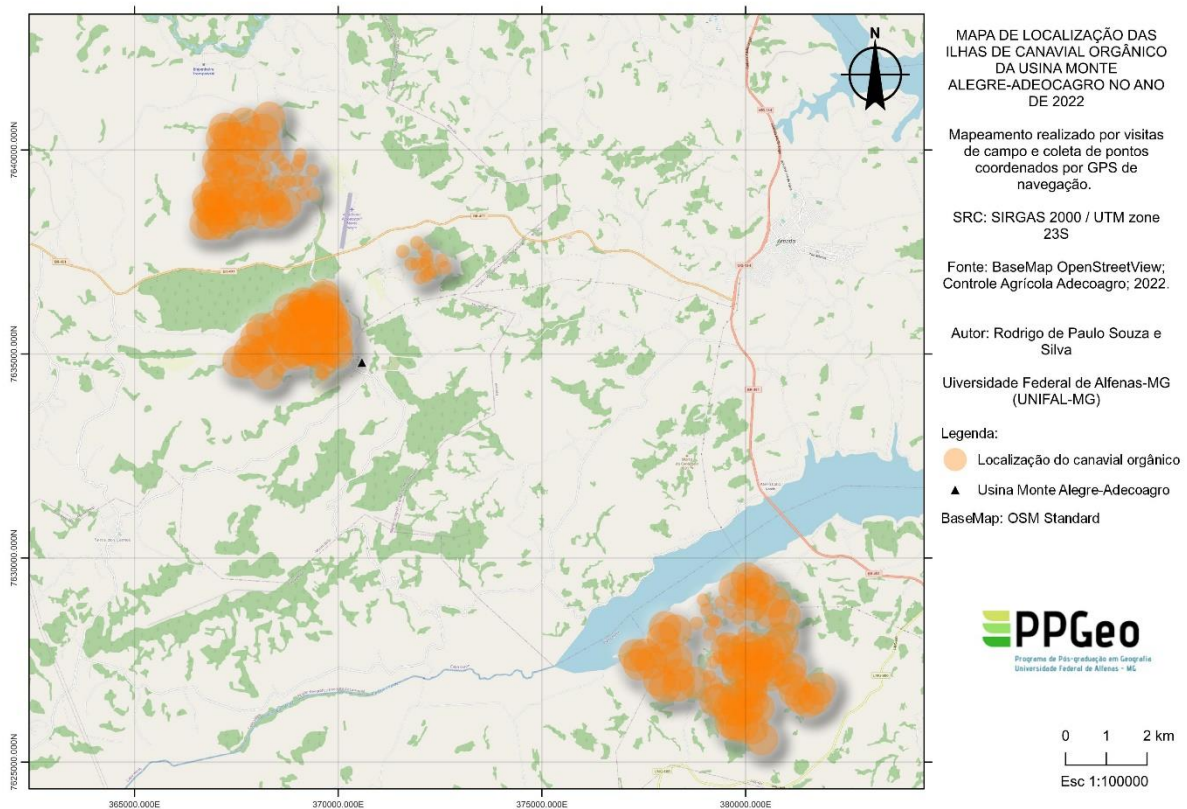 MAPA DE LOCALIZAÇÃO DAS
ILHAS DE CANAVIAL ORGÂNICO
DA USINA MONTE
ALEGRE-ADEOCAGRO NO ANO
DE 2022
Mapeamento realizado por visitas
de campo e coleta de pontos
coordenados por GPS de
navegação.
SRC: SIRGAS 2000 / UTM zone
23S
Fonte: BaseMap OpenStreetView;
Controle Agrícola Adecoagro; 2022.
Autor: Rodrigo de Paulo Souza e
Silva
Uiversidade Federal de Alfenas-MG
(UNIFAL-MG)
Legenda:
Localização do canavial orgânico
Usina Monte Alegre-Adecoagro
BaseMap: OSM Standard
PPGeo
Programa de Pós-graduação em Geografia
Universidade Federal de Alfenas - MG
0 1 2 km
Esc 1:100000
N
7640000.000N
7635000.000N
7630000.000N
7625000.000N
365000.000E
370000.000E
375000.000E
380000.000E